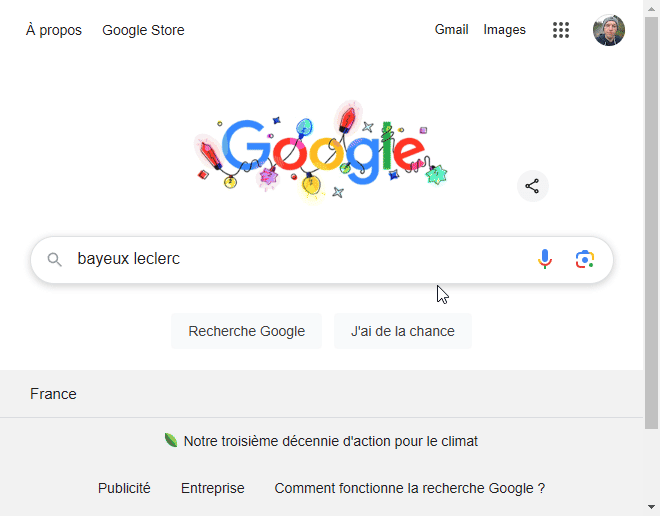 À propos Google Store Gmail Images
Google
bayeux leclerc
Recherche Google J'ai de la chance
France
Notre troisième décennie d'action pour le climat
Publicité Entreprise Comment fonctionne la recherche Google ?